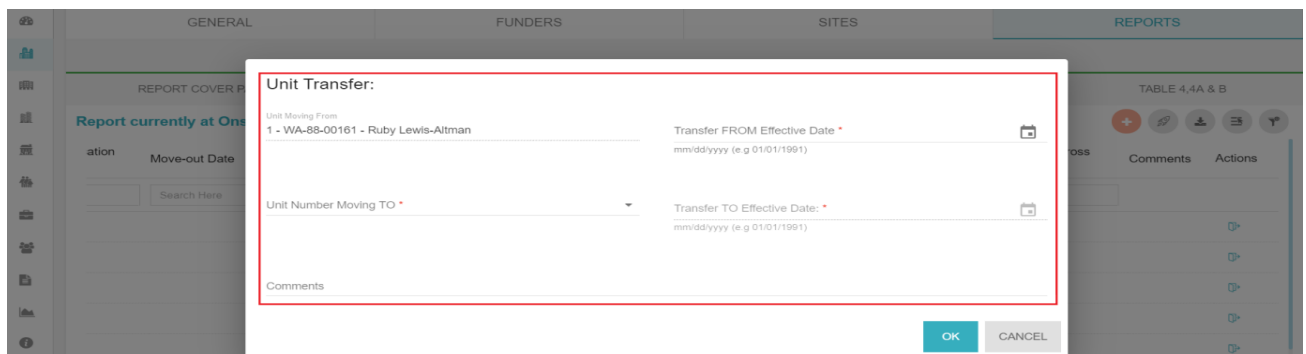 GENERAL FUNDERS SITES REPORTS
REPORT COVER P TABLE 4,4A & B
Report currently at Ons
ation Move-out Date ross Comments Actions
Search Here
Unit Transfer:
Unit Moving From
1 - WA-88-00161 - Ruby Lewis-Altman
Transfer FROM Effective Date *
mm/dd/yyyy (e.g 01/01/1991)
Unit Number Moving TO *
Transfer TO Effective Date: *
mm/dd/yyyy (e.g 01/01/1991)
Comments
OK CANCEL